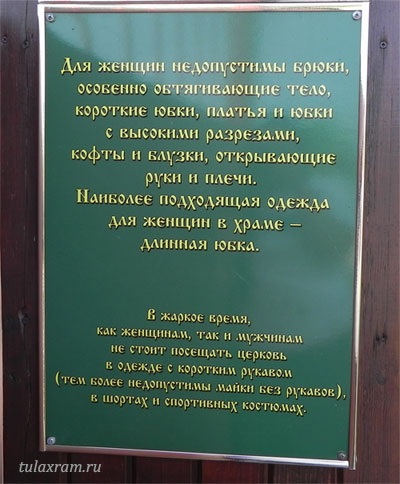 Для женщин недопустимы брюки,
особенно обтягивающие тело,
короткие юбки, платья и юбки
с высокими разрезами,
кофты и блузки, открывающие
руки и плечи.
Наиболее подходящая одежда
для женщин в храме –
длинная юбка.
В жаркое время,
как женщинам, так и мужчинам
не стоит посещать церковь
в одежде с коротким рукавом
(тем более недопустимы майки без рукавов),
в шортах и спортивных костюмах.
tulaxram.ru